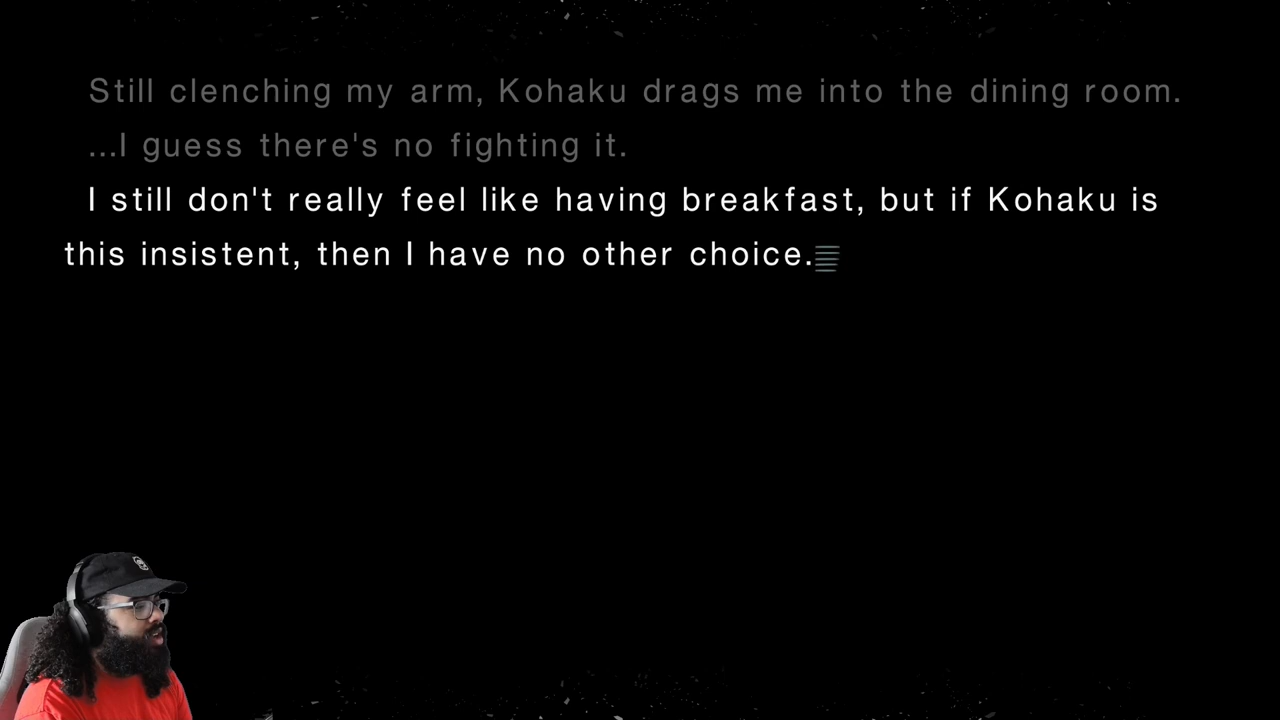 Still clenching my arm, Kohaku drags me into the dining room.
...I guess there's no fighting it.
I still don't really feel like having breakfast, but if Kohaku is
this insistent, then I have no other choice.